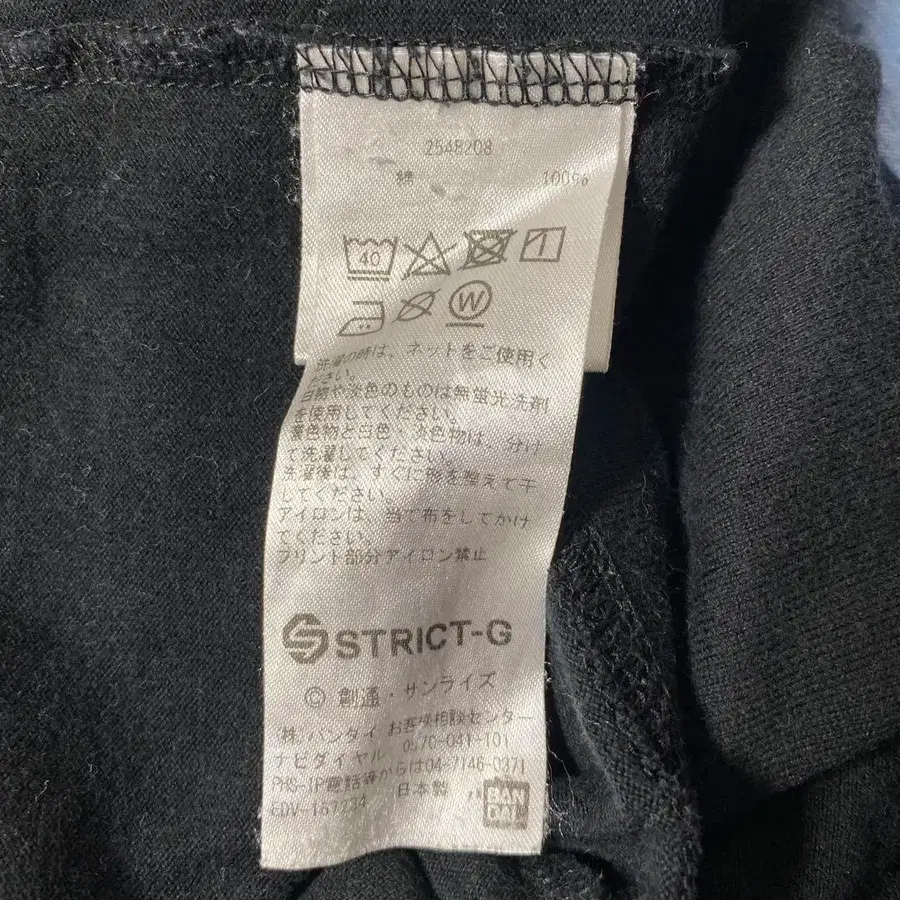 2548208
綿 100%
40
W
洗濯の時は、ネットをご使用く
ださい。
白物や淡色のものは無蛍光洗剤
を使用してください。
着色物と白色・淡色物は、分け
て洗濯してください。
洗濯後は、すぐに形を整えて干
してください。
アイロンは、当て布をしてかけ
てください。
プリント部分アイロン禁止
STRICT-G
© 創通・サンライズ
(株)バンダイ お客様相談センター
ナビダイヤル 0570-041-101
PHS・IP電話等からは04-7146-0371
日本製
BAN
DAI